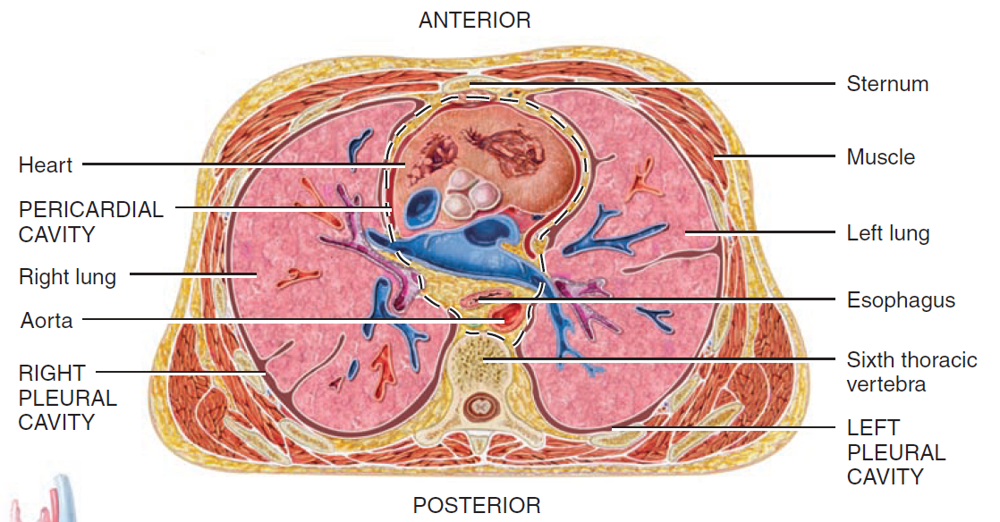 ANTERIOR
Heart
PERICARDIAL
CAVITY
Right lung
Aorta
RIGHT
PLEURAL
CAVITY
Sternum
Muscle
Left lung
Esophagus
Sixth thoracic
vertebra
LEFT
PLEURAL
CAVITY
POSTERIOR